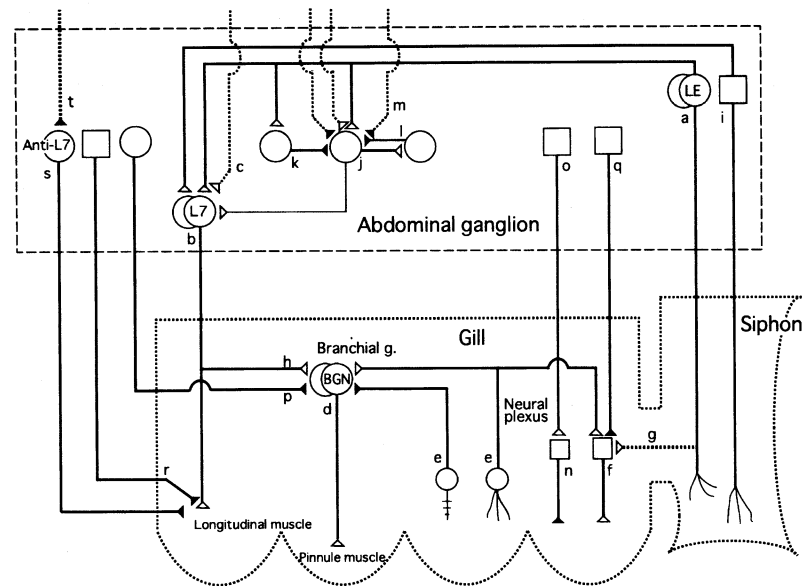 t
m
LE
Anti-L7
l
a
i
k
j
s
c
o
q
L7
b
Abdominal ganglion
Siphon
Gill
Branchial g.
h
BGN
p
d
Neural
plexus
g
e
e
n
f
r
Longitudinal muscle
Pinnule muscle